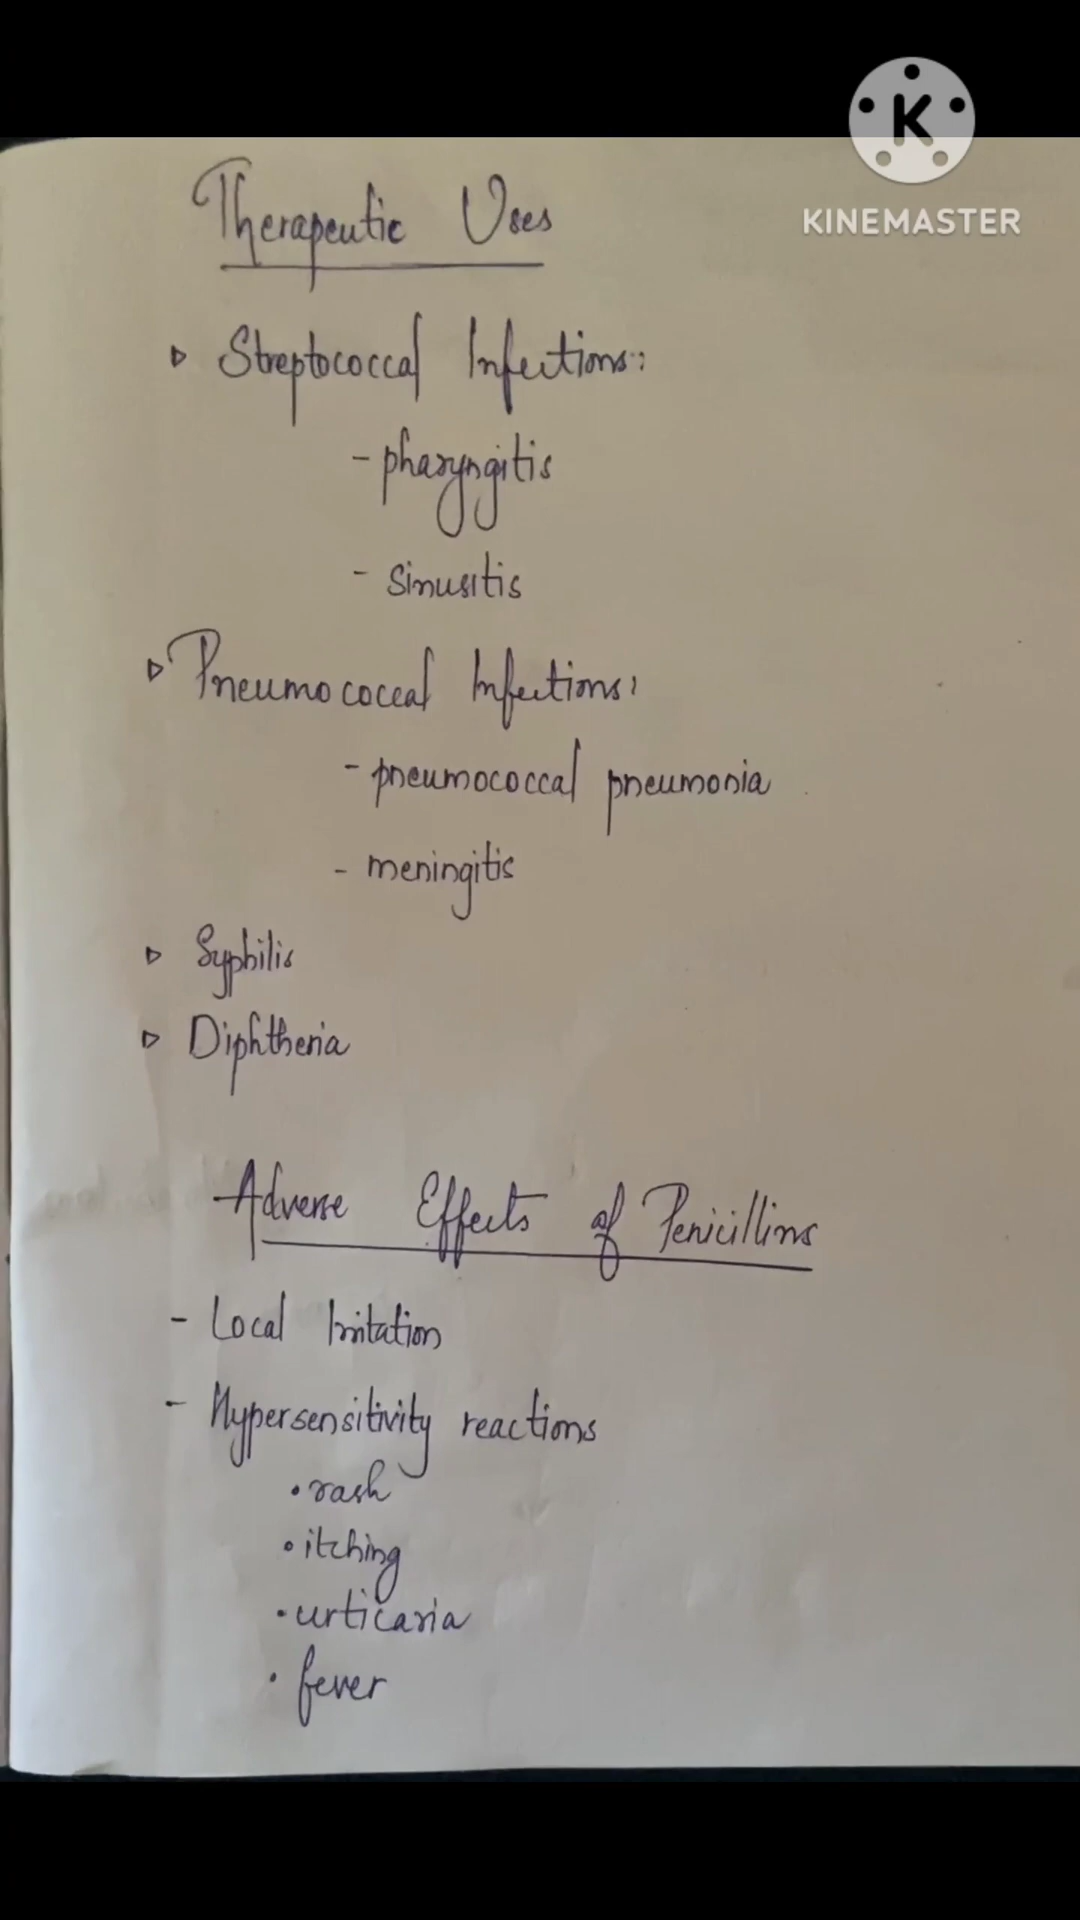 KINEMASTER
Therapeutic Uses
▷ Streptococcal Infections:
- pharyngitis
- sinusitis
▷ Pneumococcal Infections:
- pneumococcal pneumonia
- meningitis
▷ Syphilis
▷ Diphtheria
Adverse Effects of Penicillins
- Local Irritation
- Hypersensitivity reactions
• rash
• itching
• urticaria
• fever